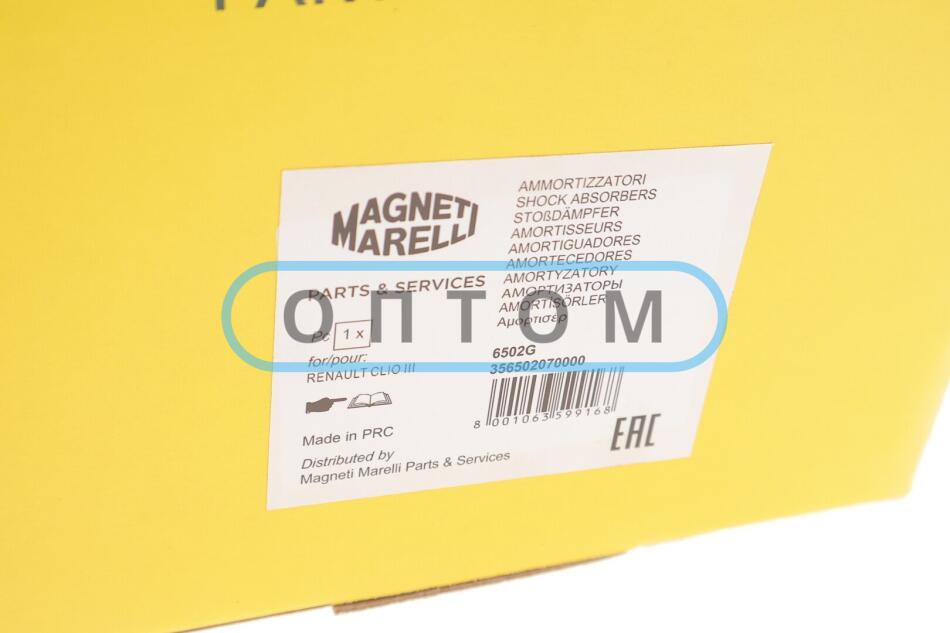 MAGNETI
MARELLI
PARTS & SERVICES
Pc 1 x
for/pour:
RENAULT CLIO III
Made in PRC
Distributed by
Magneti Marelli Parts & Services
AMMORTIZZATORI
SHOCK ABSORBERS
STOßDÄMPFER
AMORTISSEURS
AMORTIGUADORES
AMORTECEDORES
AMORTYZATORY
АМОРТИЗАТОРЫ
AMORTISÖRLER
Αμορτισέρ
6502G
356502070000
8 001063 599168
EAC
ОПТОМ